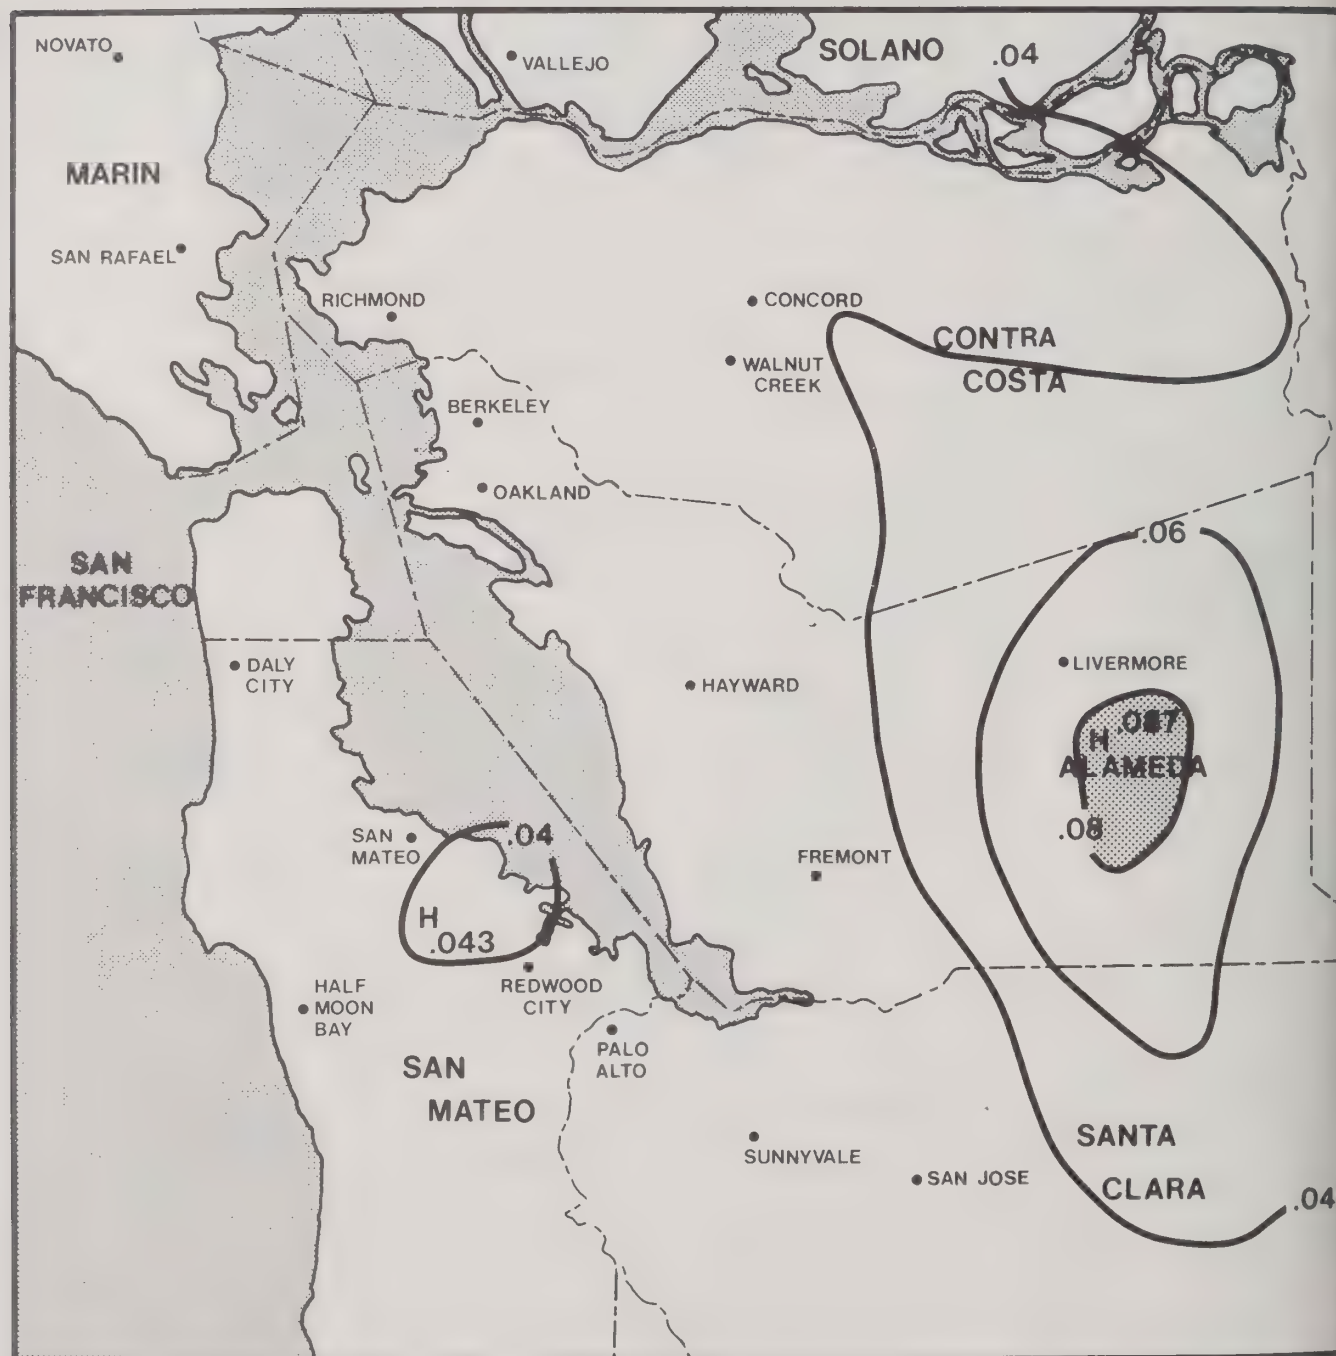 NOVATO
VALLEJO
SOLANO
.04
MARIN
SAN RAFAEL
RICHMOND
CONCORD
CONTRA
COSTA
WALNUT
CREEK
BERKELEY
OAKLAND
.06
SAN
FRANCISCO
DALY
CITY
HAYWARD
LIVERMORE
H .087
ALAMEDA
.08
SAN
MATEO
.04
FREMONT
H
.043
REDWOOD
CITY
HALF
MOON
BAY
PALO
ALTO
SAN
MATEO
SUNNYVALE
SAN JOSE
SANTA
CLARA
.04